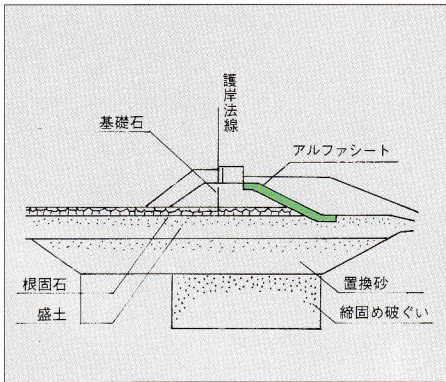 護岸法線
基礎石
アルファシート
根固石
置換砂
盛土
締固め破ぐい